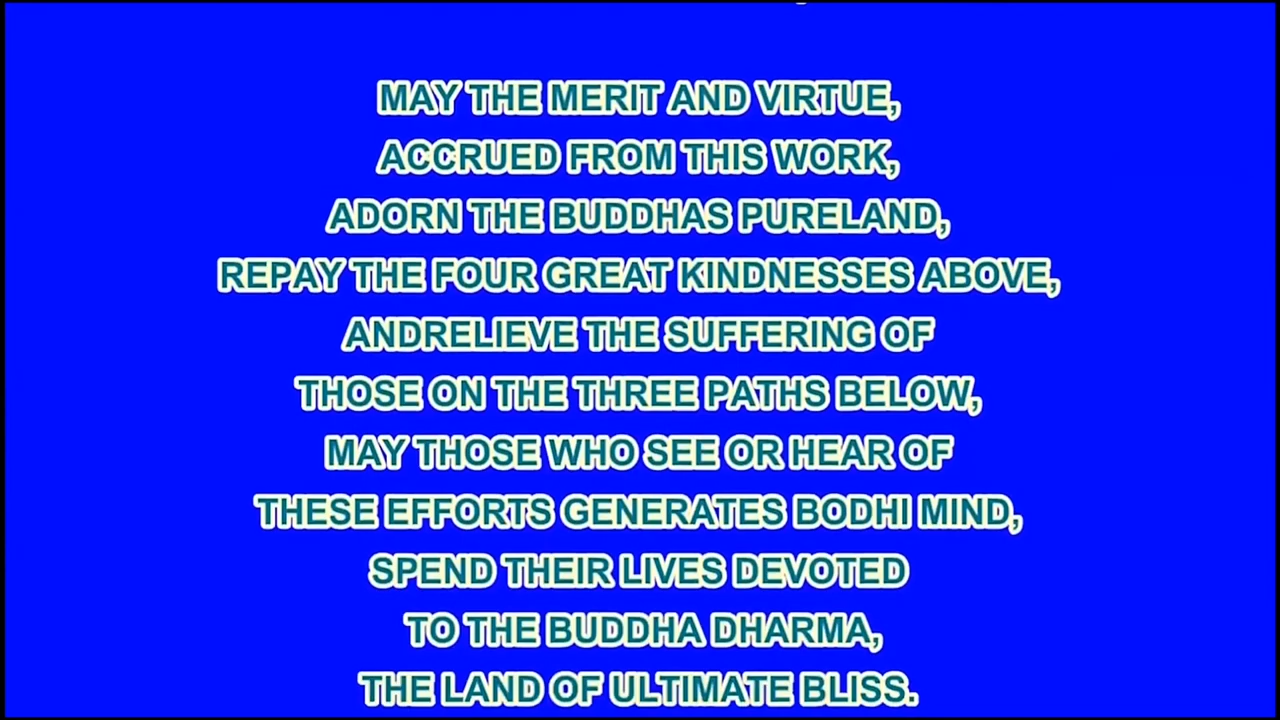 MAY THE MERIT AND VIRTUE,
ACCRUED FROM THIS WORK,
ADORN THE BUDDHAS PURELAND,
REPAY THE FOUR GREAT KINDNESSES ABOVE,
ANDRELIEVE THE SUFFERING OF
THOSE ON THE THREE PATHS BELOW,
MAY THOSE WHO SEE OR HEAR OF
THESE EFFORTS GENERATES BODHI MIND,
SPEND THEIR LIVES DEVOTED
TO THE BUDDHA DHARMA,
THE LAND OF ULTIMATE BLISS.